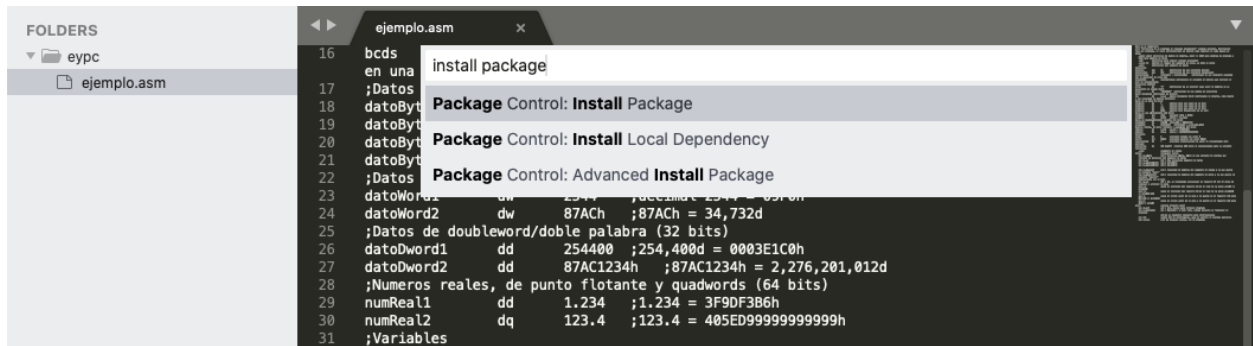 FOLDERS
eypc
ejemplo.asm
ejemplo.asm
install package
Package Control: Install Package
Package Control: Install Local Dependency
Package Control: Advanced Install Package
16 bcds
en una
17 ;Datos
18 datoByt
19 datoByt
20 datoByt
21 datoByt
22 ;Datos
23 datoWord1 dw 2544 ;decimal 2544 = 09F0h
24 datoWord2 dw 87ACh ;87ACh = 34,732d
25 ;Datos de doubleword/doble palabra (32 bits)
26 datoDword1 dd 254400 ;254,400d = 0003E1C0h
27 datoDword2 dd 87AC1234h ;87AC1234h = 2,276,201,012d
28 ;Numeros reales, de punto flotante y quadwords (64 bits)
29 numReal1 dd 1.234 ;1.234 = 3F9DF3B6h
30 numReal2 dq 123.4 ;123.4 = 405ED99999999999h
31 ;Variables